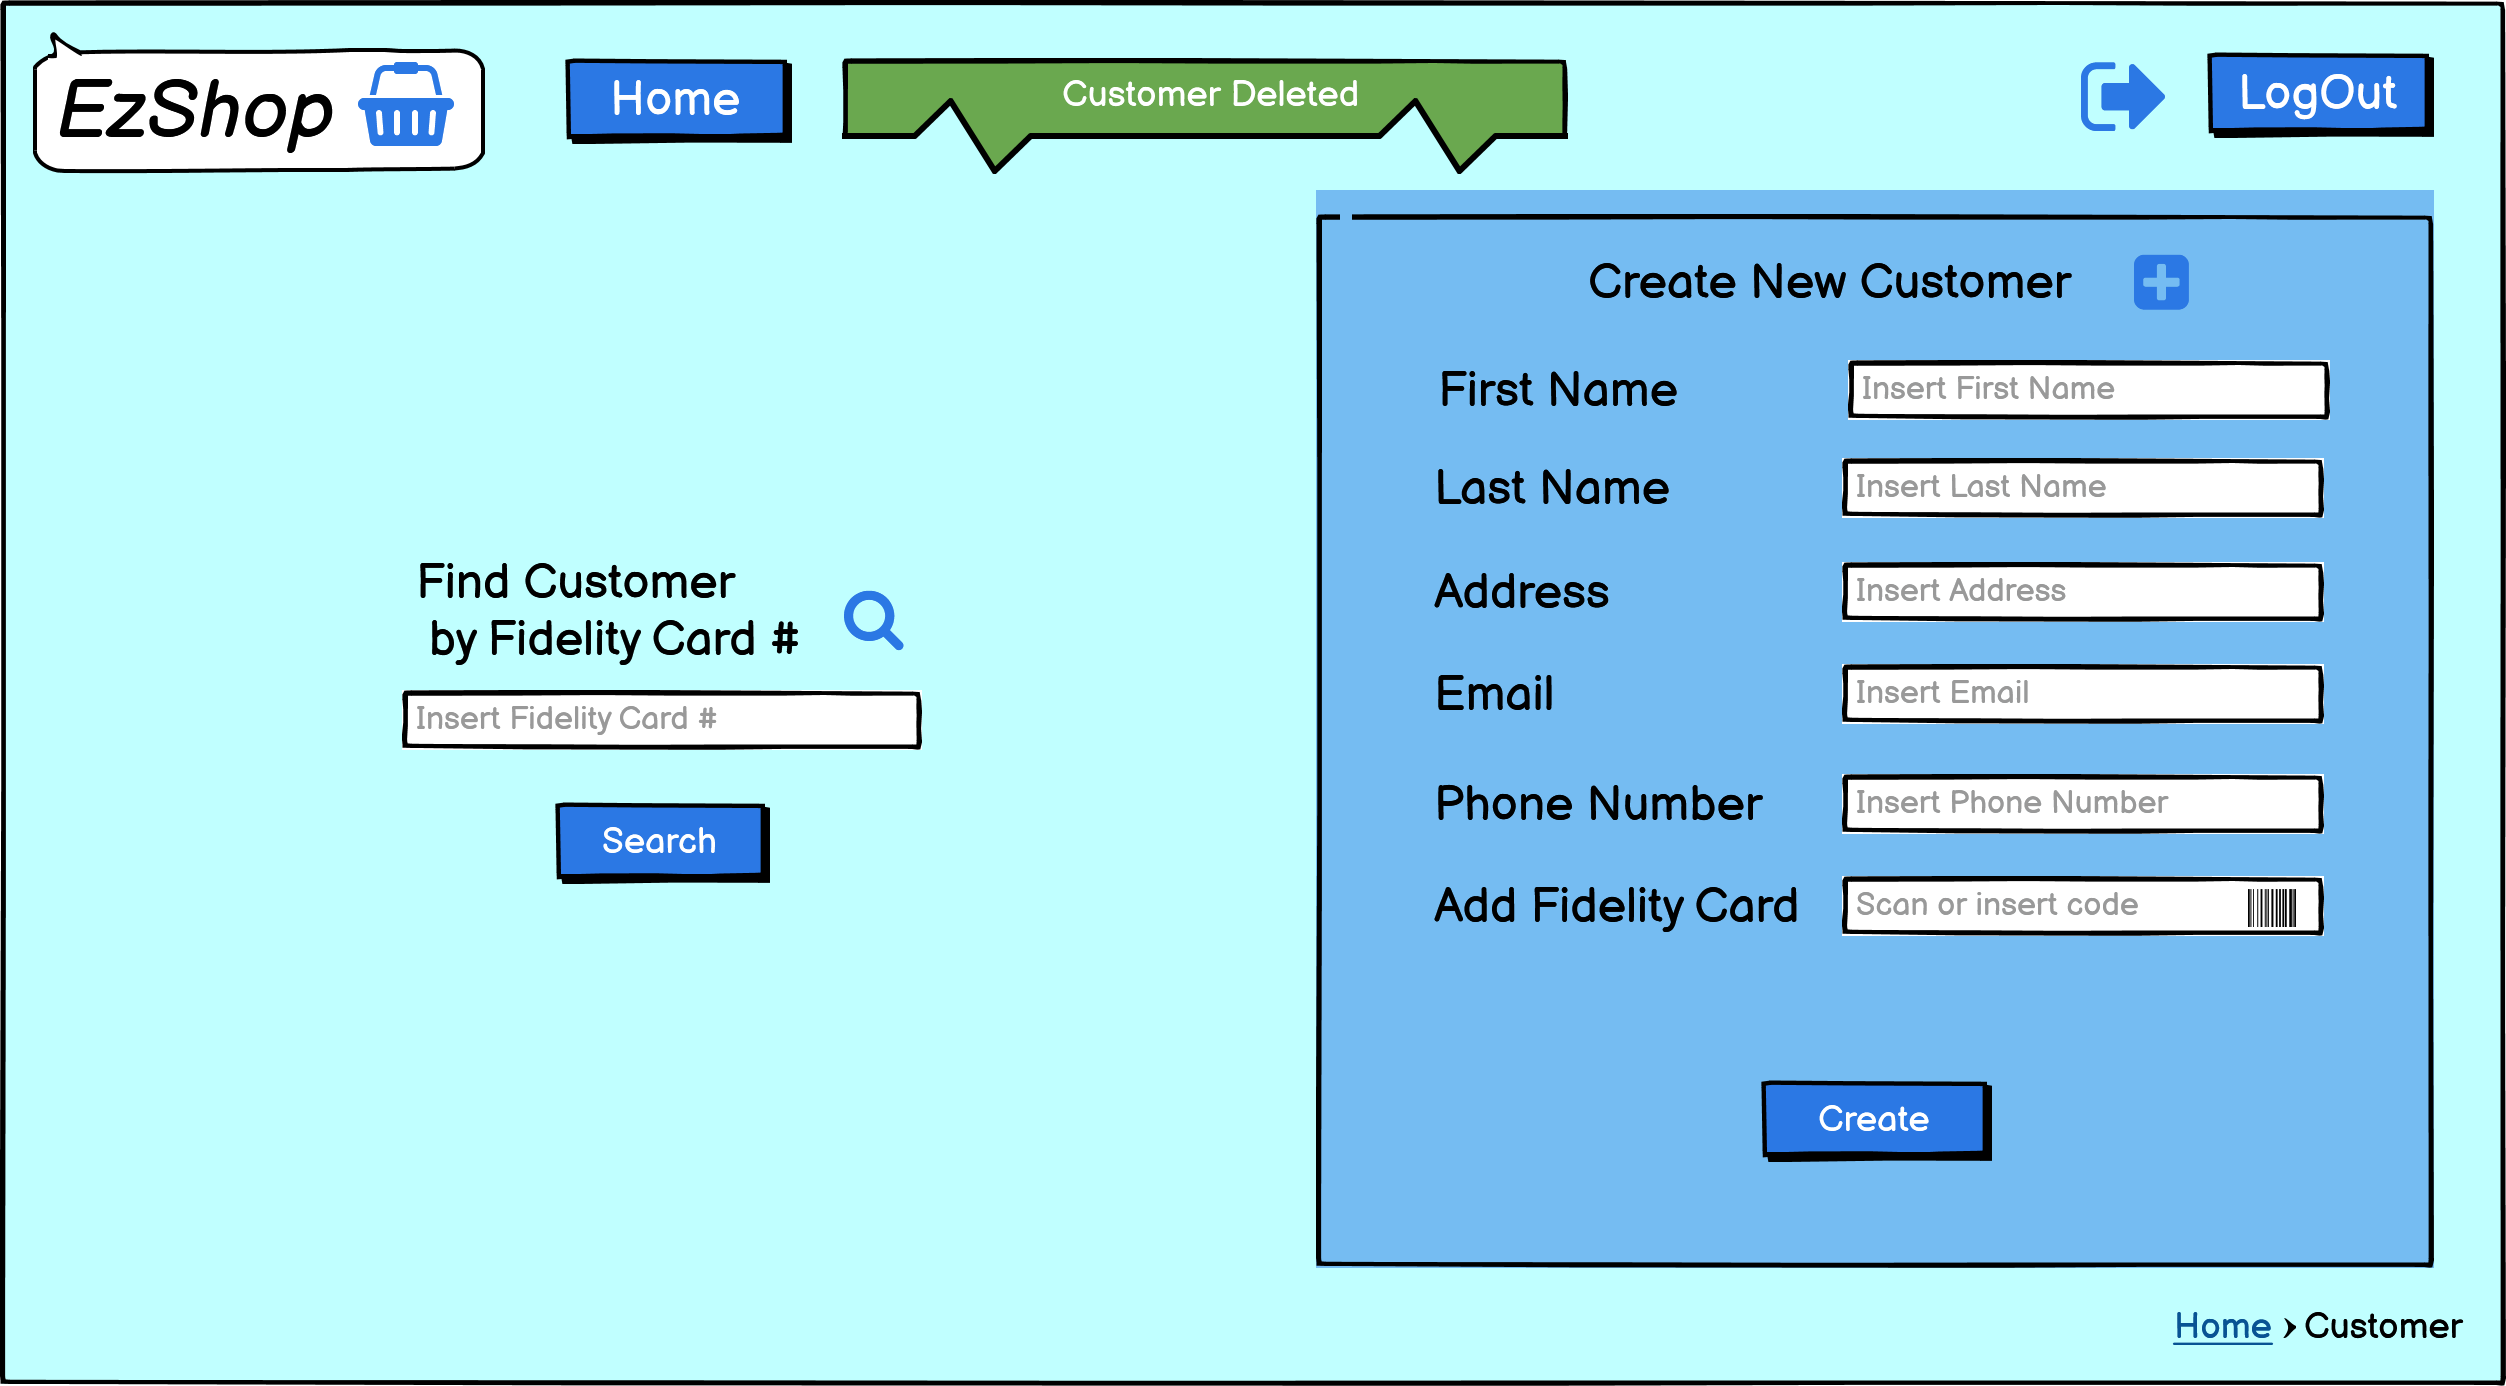 EzShop
Home
Customer Deleted
LogOut
Find Customer
by Fidelity Card #
Insert Fidelity Card #
Search
Create New Customer
First Name
Insert First Name
Last Name
Insert Last Name
Address
Insert Address
Email
Insert Email
Phone Number
Insert Phone Number
Add Fidelity Card
Scan or insert code
Create
Home › Customer